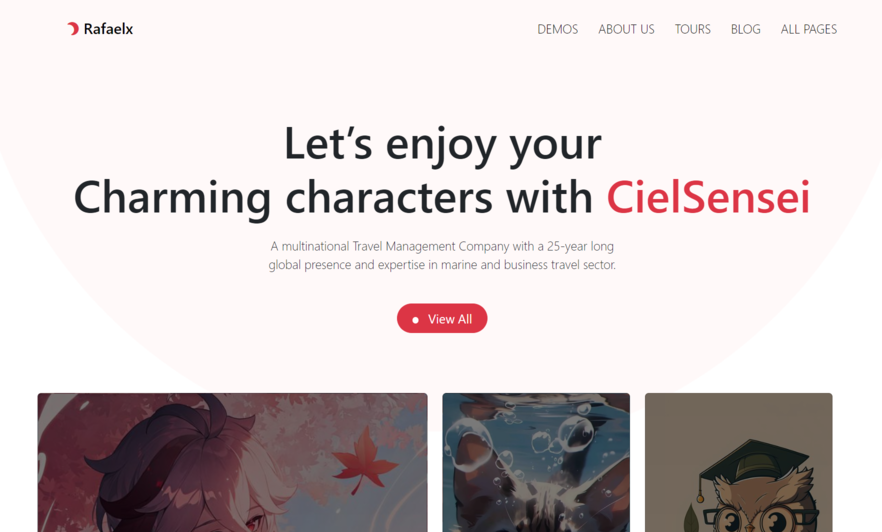 Rafaelx
DEMOS ABOUT US TOURS BLOG ALL PAGES
Let’s enjoy your
Charming characters with CielSensei
A multinational Travel Management Company with a 25-year long
global presence and expertise in marine and business travel sector.
View All